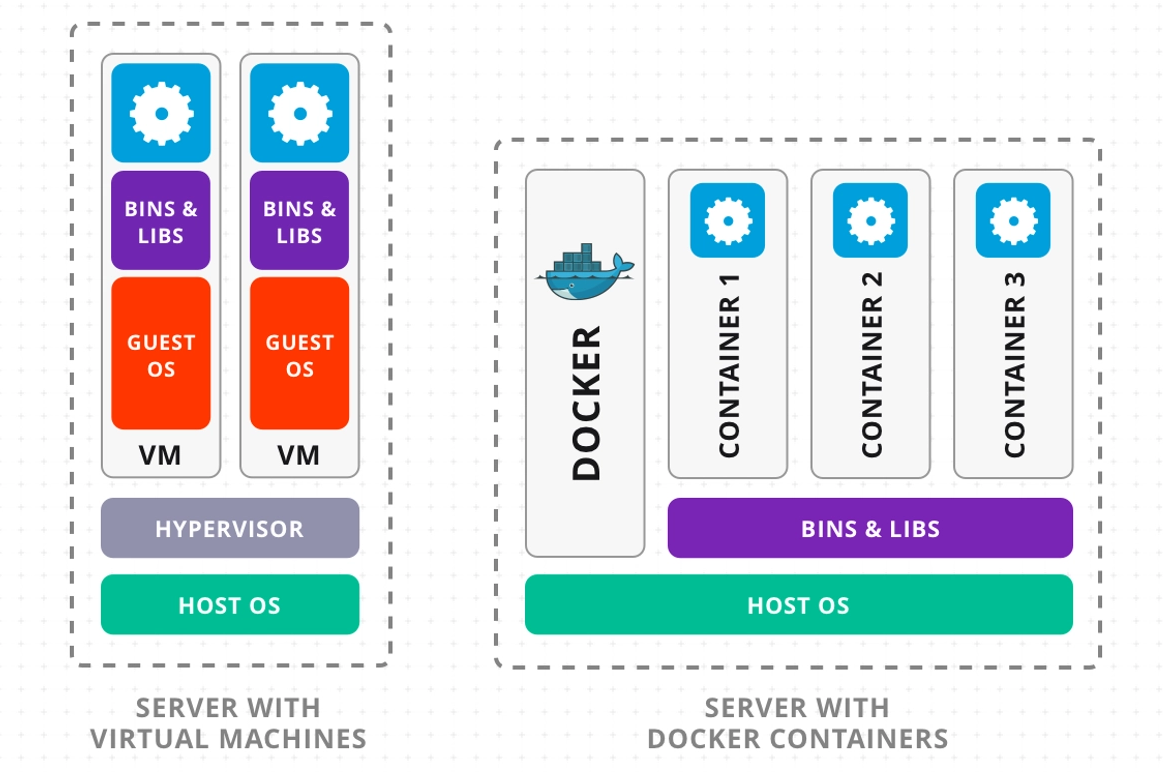 BINS &
LIBS
BINS &
LIBS
GUEST
OS
GUEST
OS
VM
VM
HYPERVISOR
HOST OS
SERVER WITH
VIRTUAL MACHINES
DOCKER
CONTAINER 1
CONTAINER 2
CONTAINER 3
BINS & LIBS
HOST OS
SERVER WITH
DOCKER CONTAINERS